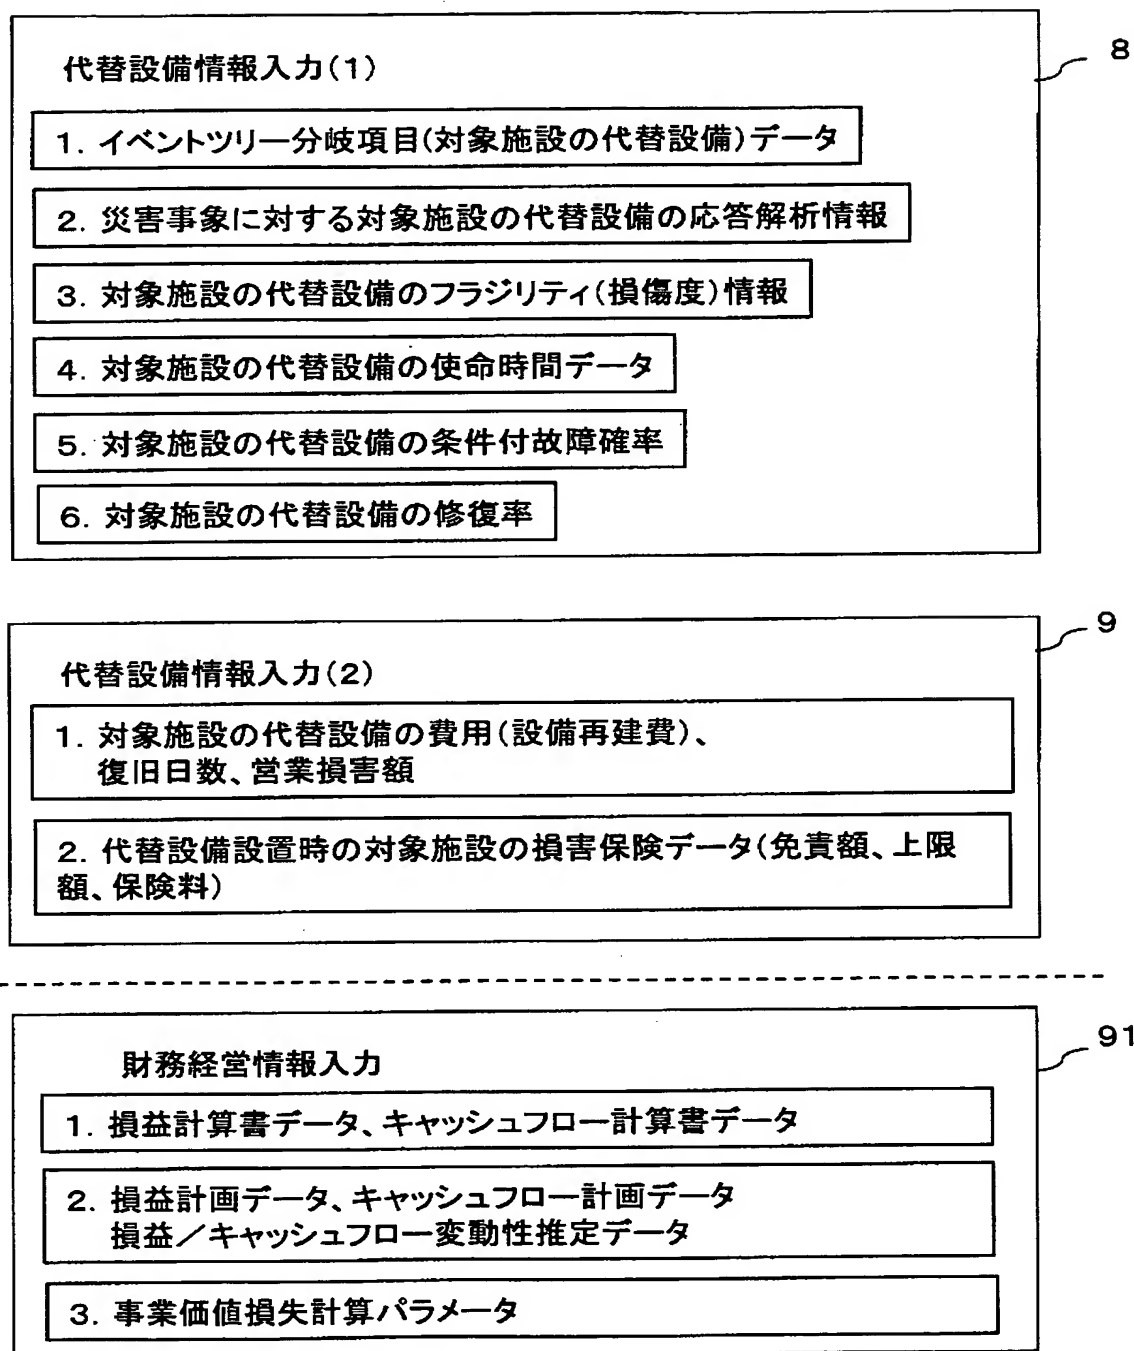 代替設備情報入力(1)
8
1. イベントツリー分岐項目(対象施設の代替設備)データ
2. 災害事象に対する対象施設の代替設備の応答解析情報
3. 対象施設の代替設備のフラジリティ(損傷度)情報
4. 対象施設の代替設備の使命時間データ
5. 対象施設の代替設備の条件付故障確率
6. 対象施設の代替設備の修復率
9
代替設備情報入力(2)
1. 対象施設の代替設備の費用(設備再建費)、
復旧日数、営業損害額
2. 代替設備設置時の対象施設の損害保険データ(免責額、上限
額、保険料)
91
財務経営情報入力
1. 損益計算書データ、キャッシュフロー計算書データ
2. 損益計画データ、キャッシュフロー計画データ
損益／キャッシュフロー変動性推定データ
3. 事業価値損失計算パラメータ